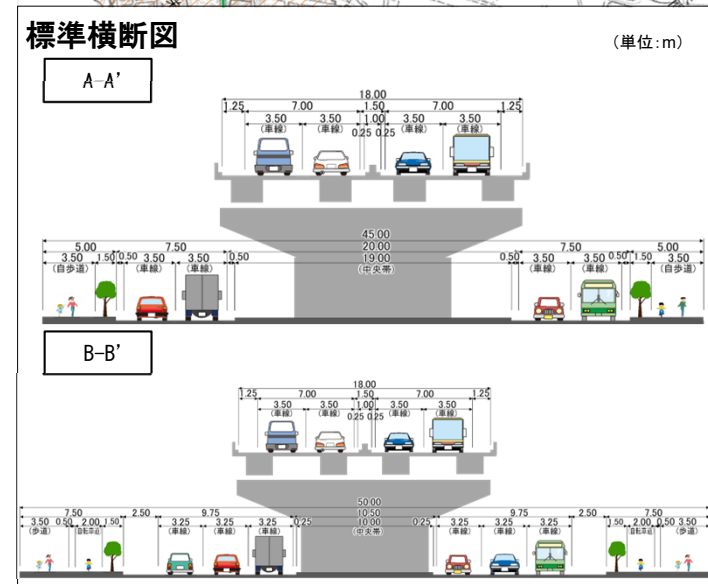 標準横断図
(単位:m)
A-A’
18.00
1.25 7.00 1.50 7.00 1.25
3.50 3.50 1.00 3.50 3.50
(車線) (車線) 0.25 0.25 (車線) (車線)
45.00
5.00 7.50 20.00 7.50 5.00
3.50 1.50 0.50 3.50 3.50 0.50 19.00 0.50 3.50 3.50 0.50 1.50 3.50
(自歩道) (車線) (車線) (中央帯) (車線) (車線) (自歩道)
B-B’
18.00
1.25 7.00 1.50 7.00 1.25
3.50 3.50 1.00 3.50 3.50
(車線) (車線) 0.25 0.25 (車線) (車線)
50.00
7.50 2.50 9.75 10.50 9.75 2.50 7.50
3.50 0.50 2.00 1.50 3.25 3.25 3.25 0.25 10.00 0.25 3.25 3.25 3.25 1.50 2.00 0.50 3.50
(歩道) (自転車道) (車線) (車線) (車線) (中央帯) (車線) (車線) (車線) (自転車道) (歩道)